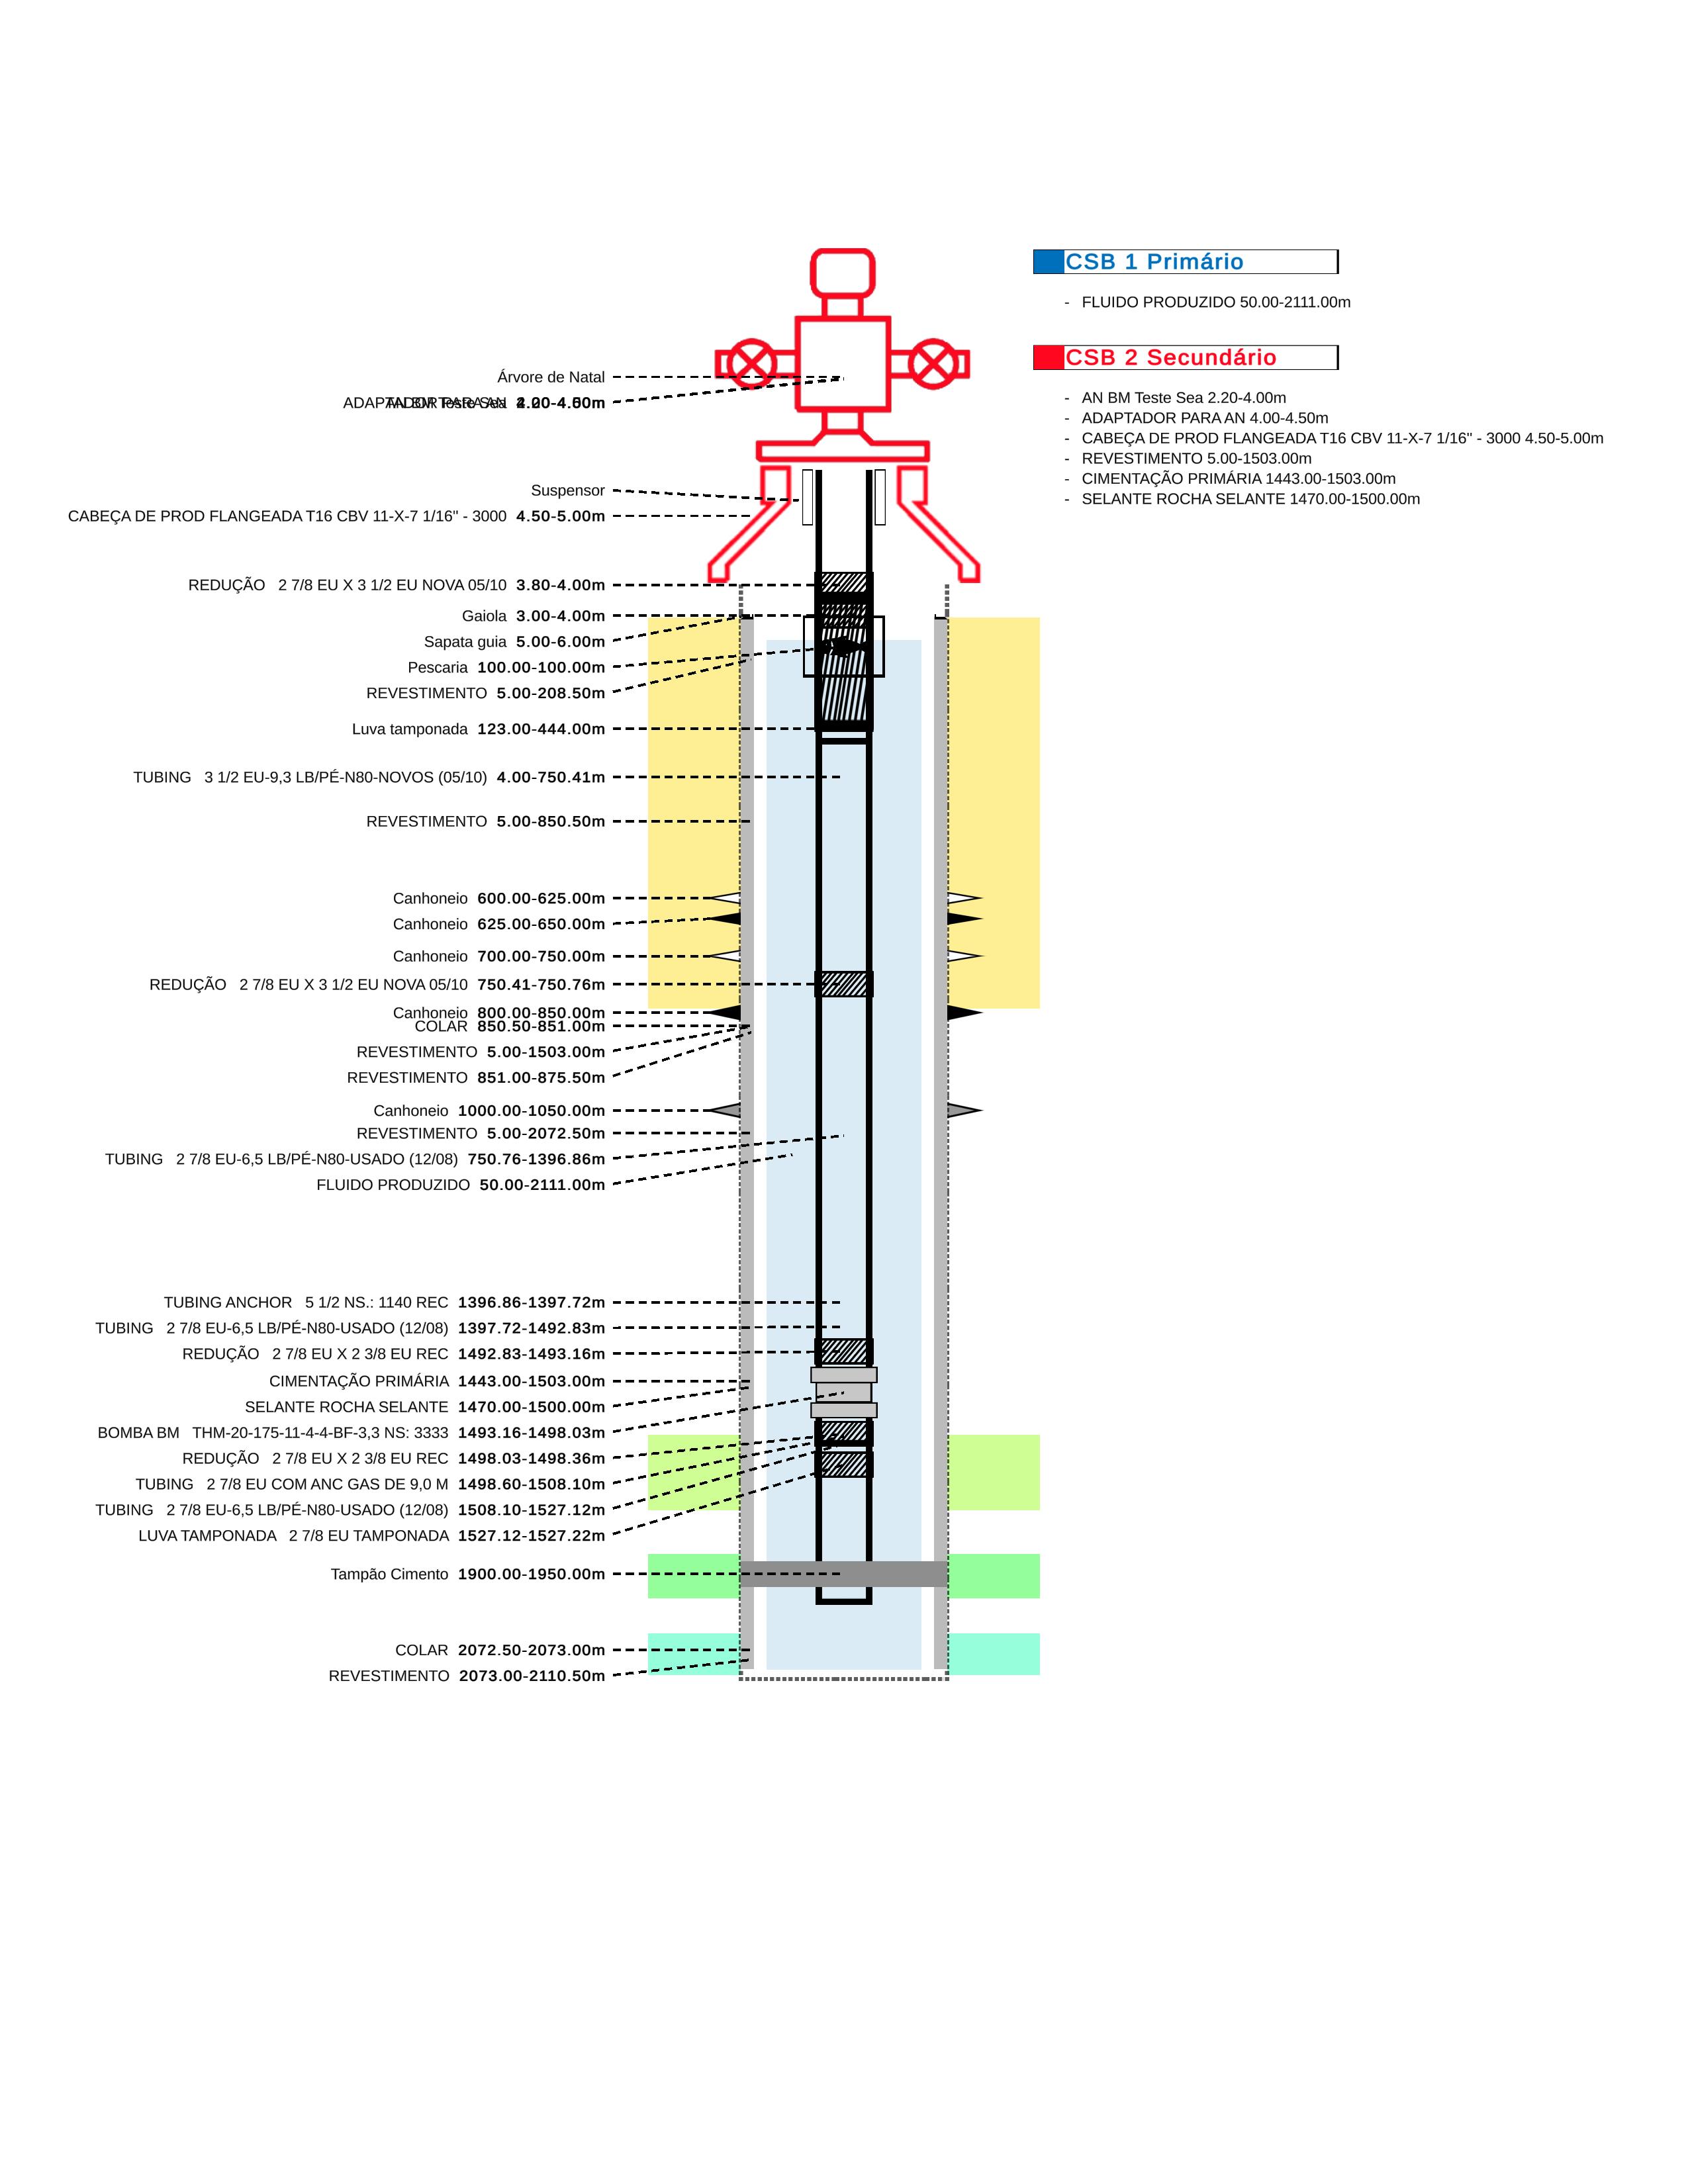 CSB 1 Primário
- FLUIDO PRODUZIDO 50.00-2111.00m
CSB 2 Secundário
- AN BM Teste Sea 2.20-4.00m
- ADAPTADOR PARA AN 4.00-4.50m
- CABEÇA DE PROD FLANGEADA T16 CBV 11-X-7 1/16" - 3000 4.50-5.00m
- REVESTIMENTO 5.00-1503.00m
- CIMENTAÇÃO PRIMÁRIA 1443.00-1503.00m
- SELANTE ROCHA SELANTE 1470.00-1500.00m
Árvore de Natal
ADAPTADOR PARA AN 4.00-4.50m
AN BM Teste Sea 2.20-4.00m
Suspensor
CABEÇA DE PROD FLANGEADA T16 CBV 11-X-7 1/16" - 3000 4.50-5.00m
REDUÇÃO 2 7/8 EU X 3 1/2 EU NOVA 05/10 3.80-4.00m
Gaiola 3.00-4.00m
Sapata guia 5.00-6.00m
Pescaria 100.00-100.00m
REVESTIMENTO 5.00-208.50m
Luva tamponada 123.00-444.00m
TUBING 3 1/2 EU-9,3 LB/PÉ-N80-NOVOS (05/10) 4.00-750.41m
REVESTIMENTO 5.00-850.50m
Canhoneio 600.00-625.00m
Canhoneio 625.00-650.00m
Canhoneio 700.00-750.00m
REDUÇÃO 2 7/8 EU X 3 1/2 EU NOVA 05/10 750.41-750.76m
Canhoneio 800.00-850.00m
COLAR 850.50-851.00m
REVESTIMENTO 5.00-1503.00m
REVESTIMENTO 851.00-875.50m
Canhoneio 1000.00-1050.00m
REVESTIMENTO 5.00-2072.50m
TUBING 2 7/8 EU-6,5 LB/PÉ-N80-USADO (12/08) 750.76-1396.86m
FLUIDO PRODUZIDO 50.00-2111.00m
TUBING ANCHOR 5 1/2 NS.: 1140 REC 1396.86-1397.72m
TUBING 2 7/8 EU-6,5 LB/PÉ-N80-USADO (12/08) 1397.72-1492.83m
REDUÇÃO 2 7/8 EU X 2 3/8 EU REC 1492.83-1493.16m
CIMENTAÇÃO PRIMÁRIA 1443.00-1503.00m
SELANTE ROCHA SELANTE 1470.00-1500.00m
BOMBA BM THM-20-175-11-4-4-BF-3,3 NS: 3333 1493.16-1498.03m
REDUÇÃO 2 7/8 EU X 2 3/8 EU REC 1498.03-1498.36m
TUBING 2 7/8 EU COM ANC GAS DE 9,0 M 1498.60-1508.10m
TUBING 2 7/8 EU-6,5 LB/PÉ-N80-USADO (12/08) 1508.10-1527.12m
LUVA TAMPONADA 2 7/8 EU TAMPONADA 1527.12-1527.22m
Tampão Cimento 1900.00-1950.00m
COLAR 2072.50-2073.00m
REVESTIMENTO 2073.00-2110.50m